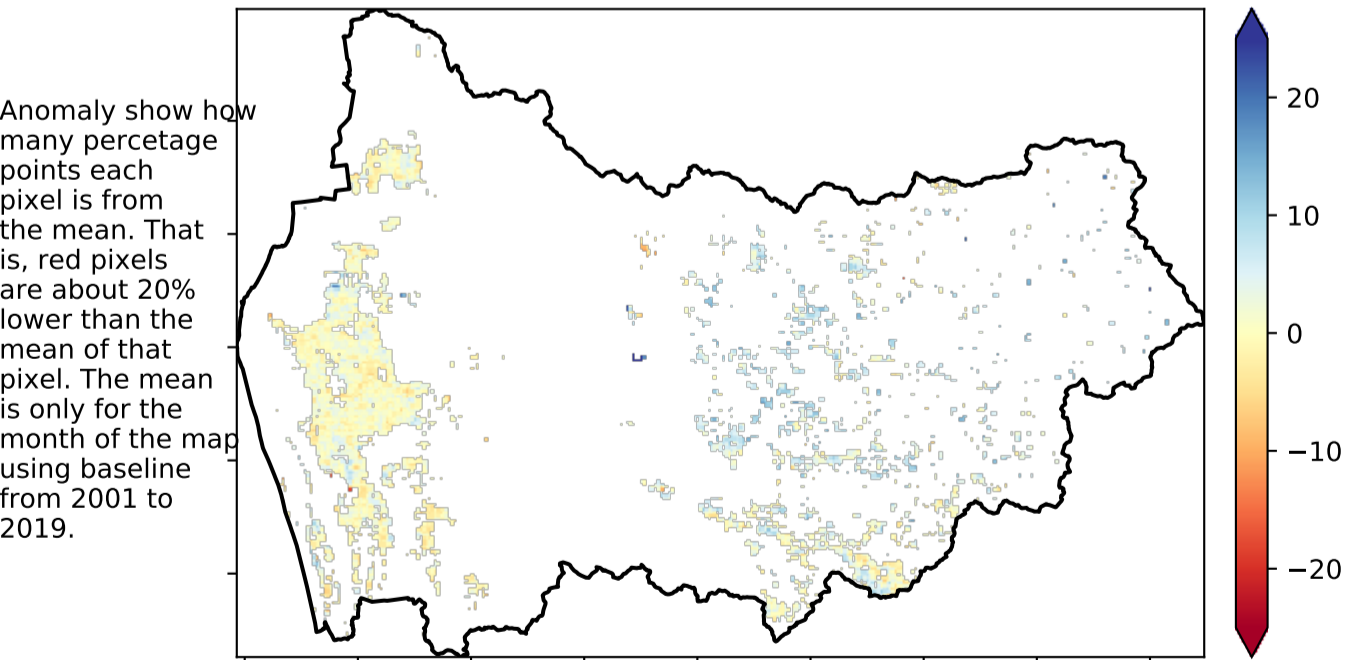 Anomaly show how
many percetage
points each
pixel is from
the mean. That
is, red pixels
are about 20%
lower than the
mean of that
pixel. The mean
is only for the
month of the map
using baseline
from 2001 to
2019.
20
10
0
−10
−20